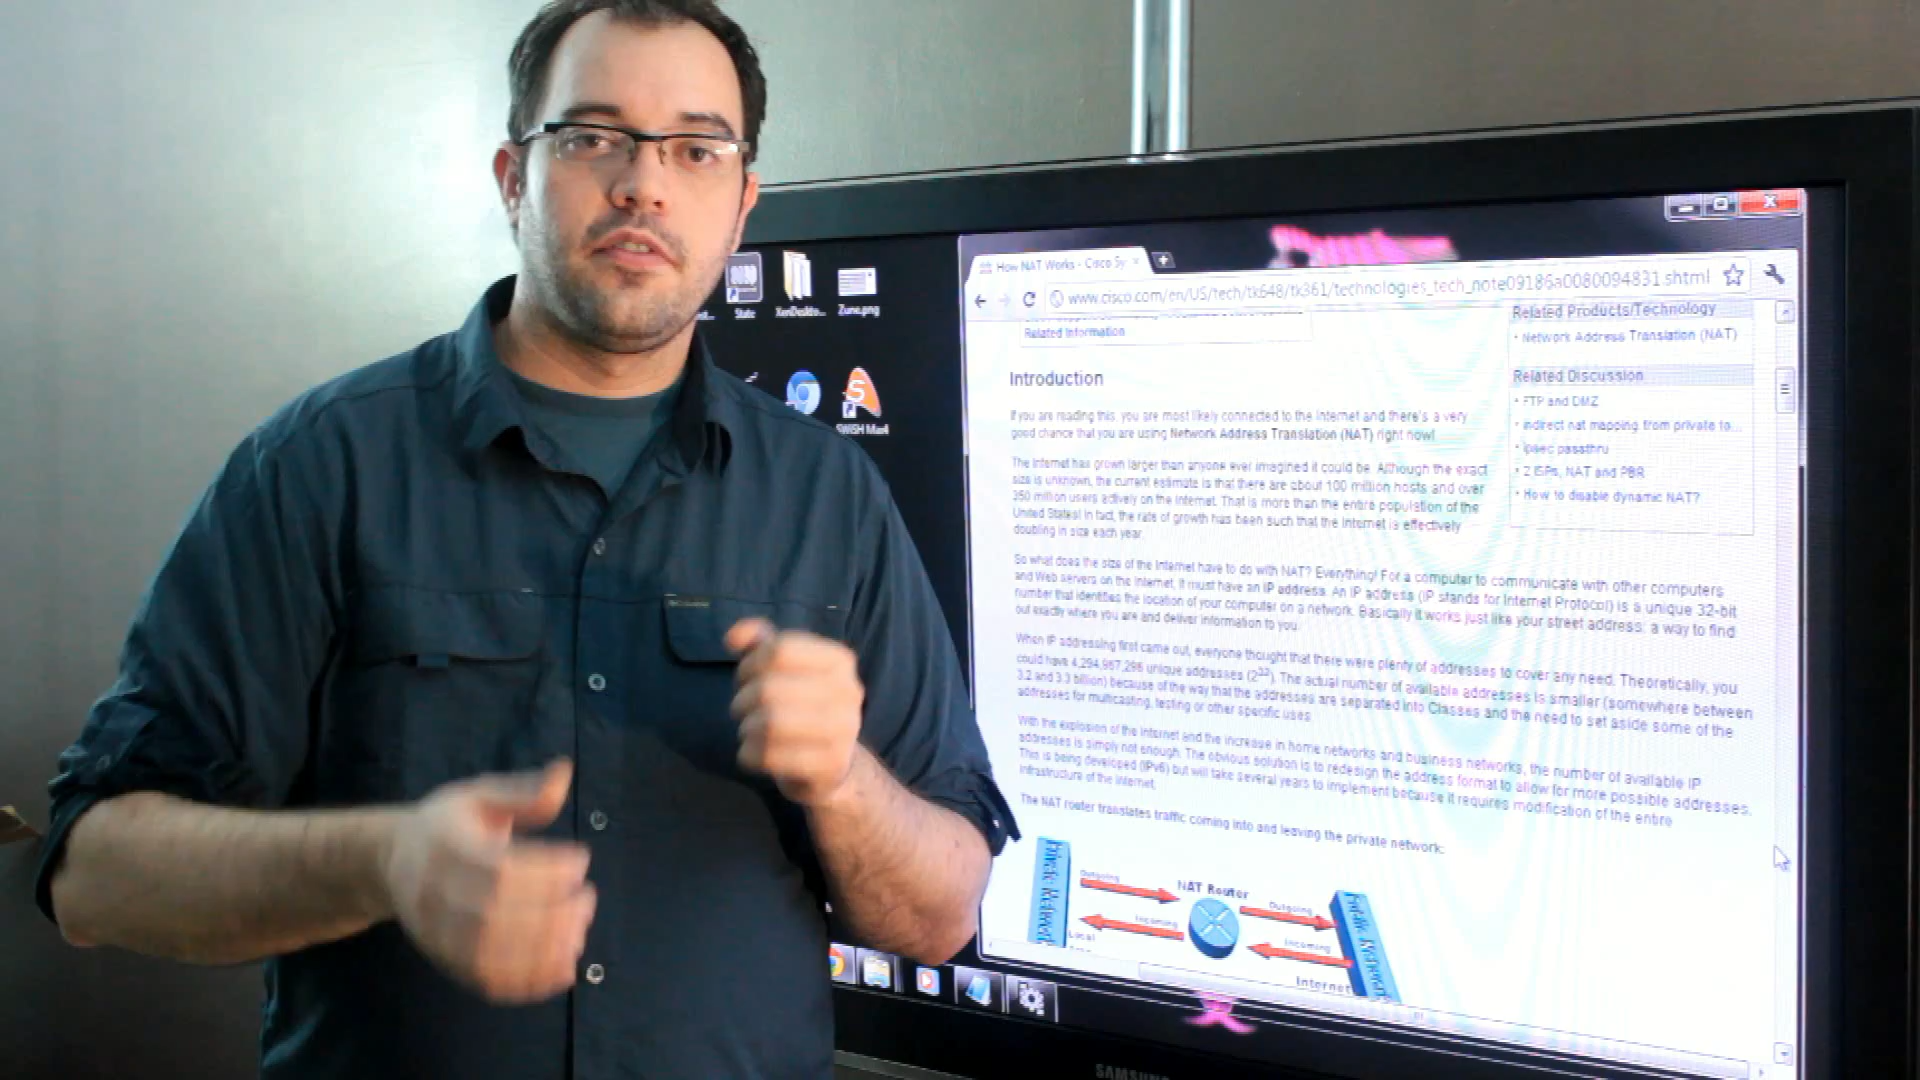 How NAT Works - Cisco Sy
www.cisco.com/en/US/tech/tk648/tk361/technologies_tech_note09186a0080094831.shtml
State
XenDeskto...
Zune.png
SWiSH Max4
Related Information
Related Products/Technology
Network Address Translation (NAT)
Related Discussion
FTP and DMZ
indirect nat mapping from private to...
ipsec passthru
2 ISPs, NAT and PBR
How to disable dynamic NAT?
Introduction
If you are reading this, you are most likely connected to the Internet and there's a very
good chance that you are using Network Address Translation (NAT) right now!
The Internet has grown larger than anyone ever imagined it could be. Although the exact
size is unknown, the current estimate is that there are about 100 million hosts and over
350 million users actively on the Internet. That is more than the entire population of the
United States! In fact, the rate of growth has been such that the Internet is effectively
doubling in size each year.
So what does the size of the Internet have to do with NAT? Everything! For a computer to communicate with other computers
and Web servers on the Internet, it must have an IP address. An IP address (IP stands for Internet Protocol) is a unique 32-bit
number that identifies the location of your computer on a network. Basically it works just like your street address: a way to find
out exactly where you are and deliver information to you.
When IP addressing first came out, everyone thought that there were plenty of addresses to cover any need. Theoretically, you
could have 4,294,967,296 unique addresses (2³²). The actual number of available addresses is smaller (somewhere between
3.2 and 3.3 billion) because of the way that the addresses are separated into Classes and the need to set aside some of the
addresses for multicasting, testing or other specific uses.
With the explosion of the Internet and the increase in home networks and business networks, the number of available IP
addresses is simply not enough. The obvious solution is to redesign the address format to allow for more possible addresses.
This is being developed (IPv6) but will take several years to implement because it requires modification of the entire
infrastructure of the Internet.
The NAT router translates traffic coming into and leaving the private network:
Private Network
Outgoing
NAT Router
Outgoing
Incoming
Incoming
Public Network
Local
Internet
SAMSUNG